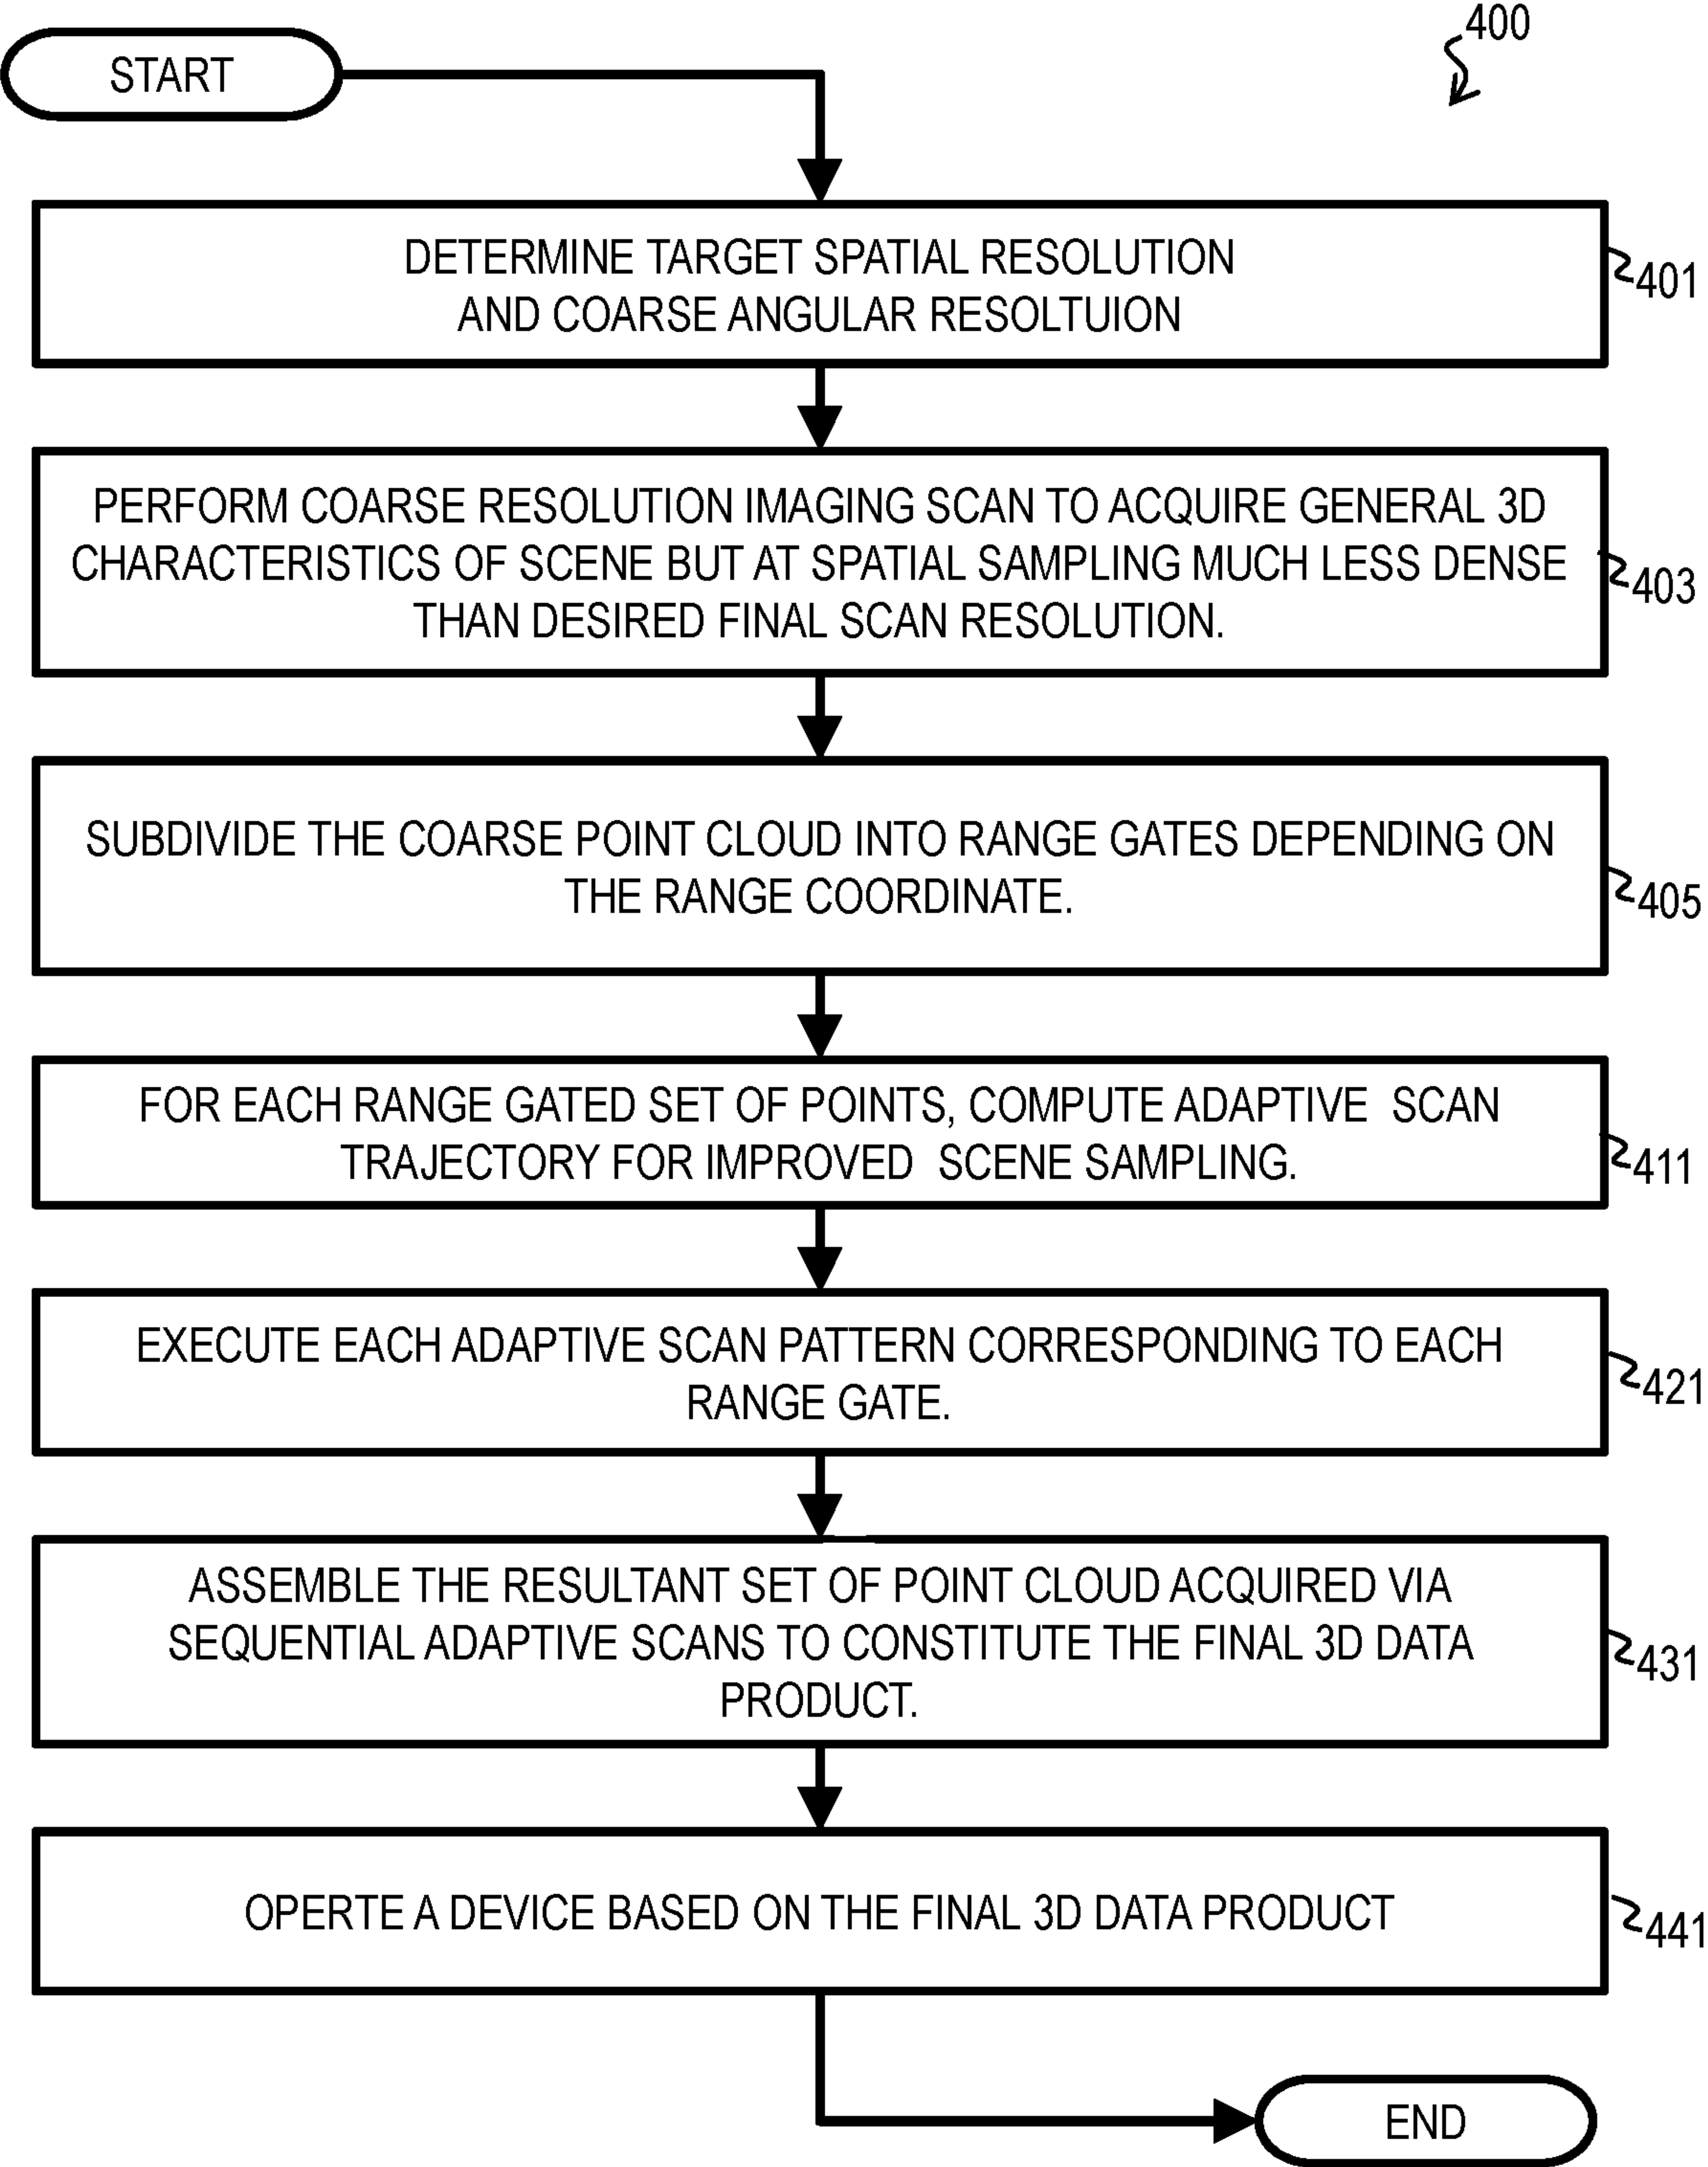 400
START
DETERMINE TARGET SPATIAL RESOLUTION
AND COARSE ANGULAR RESOLTUION
401
PERFORM COARSE RESOLUTION IMAGING SCAN TO ACQUIRE GENERAL 3D
CHARACTERISTICS OF SCENE BUT AT SPATIAL SAMPLING MUCH LESS DENSE
THAN DESIRED FINAL SCAN RESOLUTION.
403
SUBDIVIDE THE COARSE POINT CLOUD INTO RANGE GATES DEPENDING ON
THE RANGE COORDINATE.
405
FOR EACH RANGE GATED SET OF POINTS, COMPUTE ADAPTIVE SCAN
TRAJECTORY FOR IMPROVED SCENE SAMPLING.
411
EXECUTE EACH ADAPTIVE SCAN PATTERN CORRESPONDING TO EACH
RANGE GATE.
421
ASSEMBLE THE RESULTANT SET OF POINT CLOUD ACQUIRED VIA
SEQUENTIAL ADAPTIVE SCANS TO CONSTITUTE THE FINAL 3D DATA
PRODUCT.
431
OPERTE A DEVICE BASED ON THE FINAL 3D DATA PRODUCT
441
END